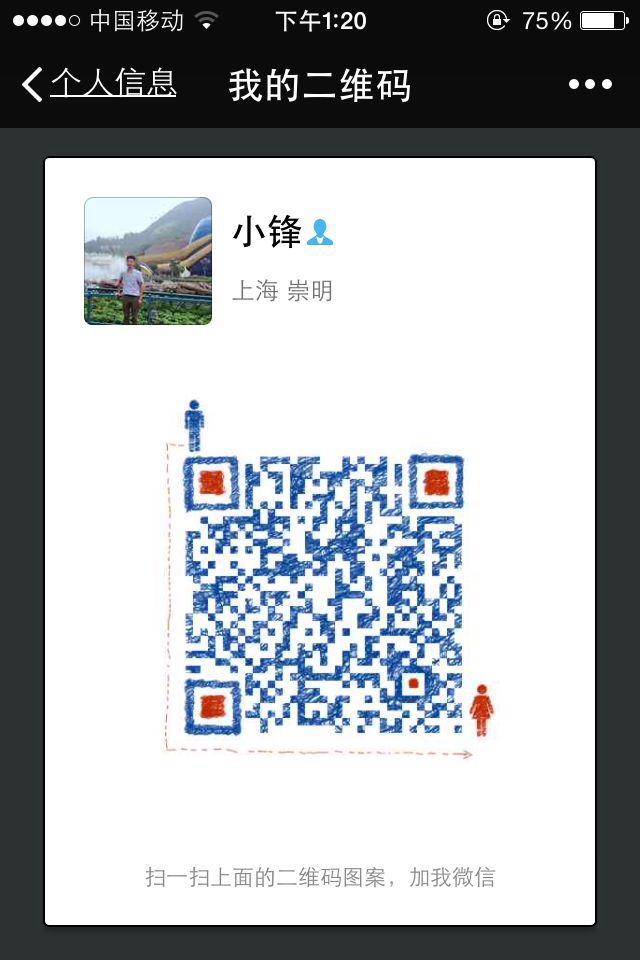 中国移动 下午1:20 75%
个人信息 我的二维码
小锋
上海 崇明
扫一扫上面的二维码图案，加我微信